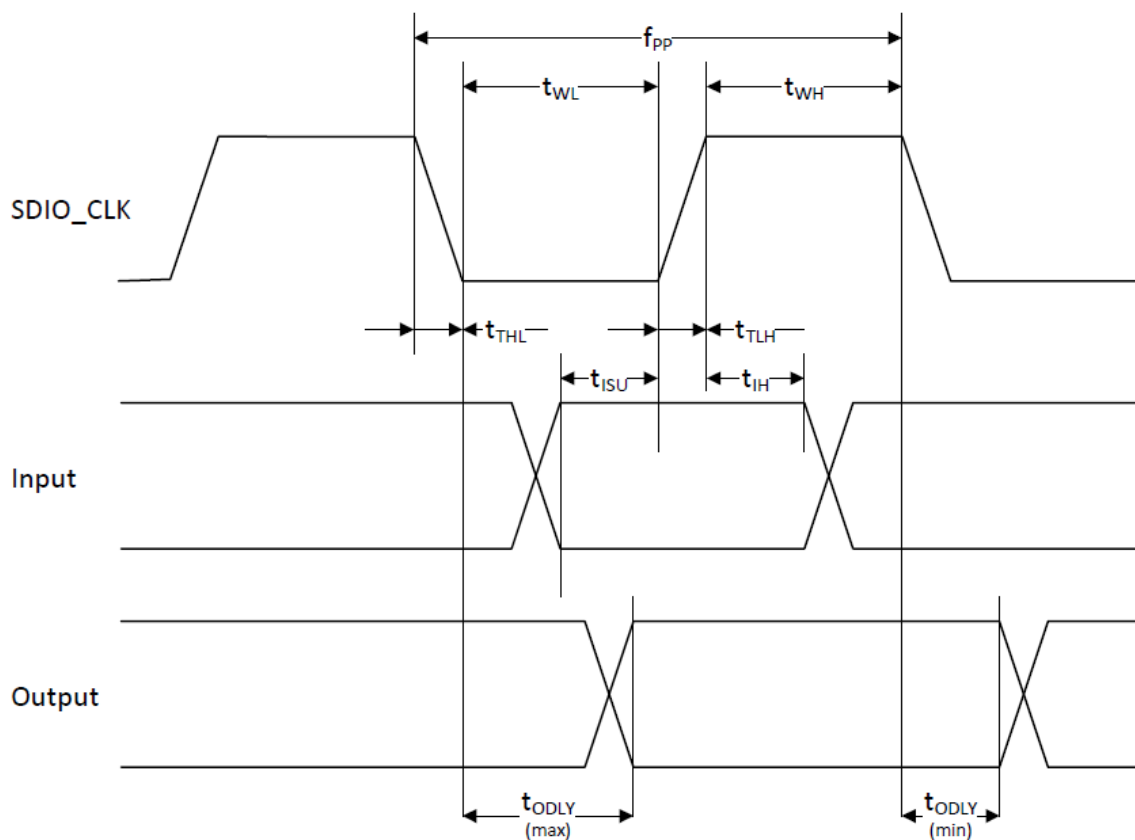 fPP
tWL
tWH
SDIO_CLK
tTHL
tTLH
tISU
tIH
Input
Output
tODLY
(max)
tODLY
(min)